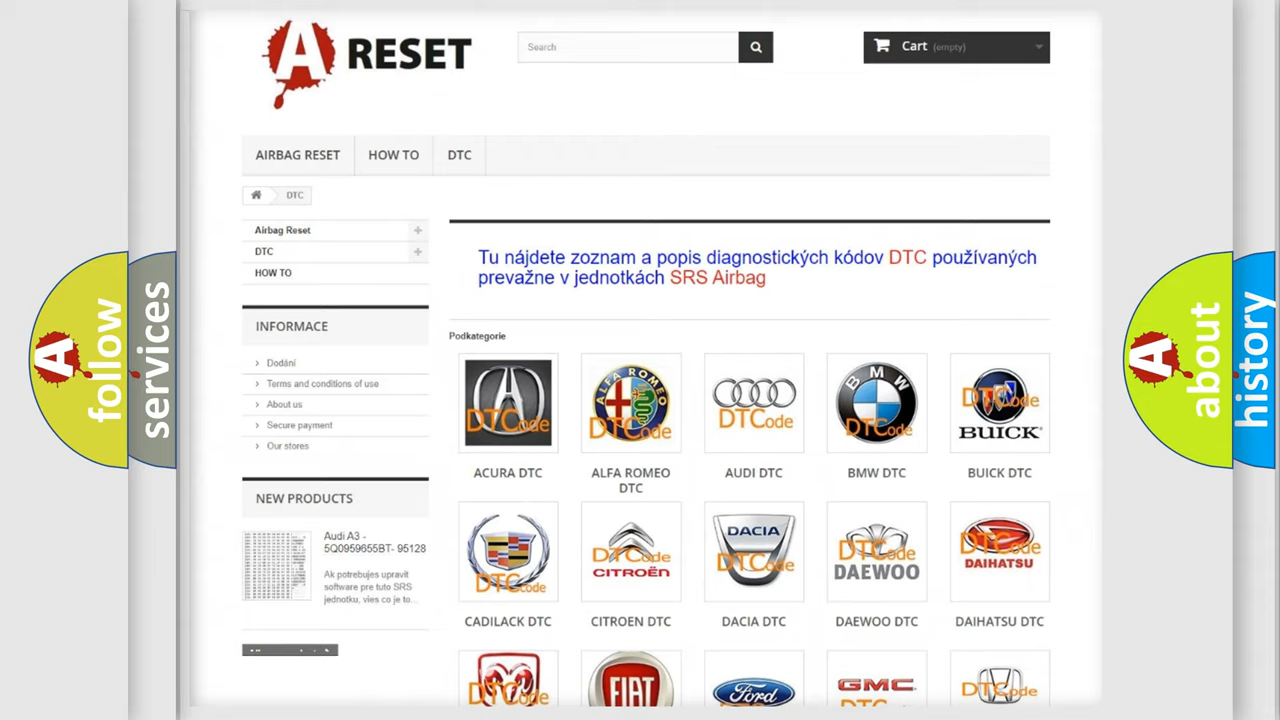 A RESET
Search
Cart (empty)
AIRBAG RESET
HOW TO
DTC
DTC
Airbag Reset
DTC
HOW TO
Tu nájdete zoznam a popis diagnostických kódov DTC používaných
prevažne v jednotkách SRS Airbag
INFORMACE
Dodání
Terms and conditions of use
About us
Secure payment
Our stores
NEW PRODUCTS
Audi A3 -
5Q0959655BT- 95128
Ak potrebujes upravit
software pre tuto SRS
jednotku, vies co je to...
Podkategorie
DTCode
ALFA ROMEO
DTCode
DTCode
BMW
DTCode
DTCode
BUICK
ACURA DTC
ALFA ROMEO
DTC
AUDI DTC
BMW DTC
BUICK DTC
DTCode
DTCode
CITROËN
DACIA
DTCode
DTCode
DAEWOO
DTCode
DAIHATSU
CADILACK DTC
CITROEN DTC
DACIA DTC
DAEWOO DTC
DAIHATSU DTC
DTCode
FIAT
Ford
GMC
DTCode
A follow
services
A about
history